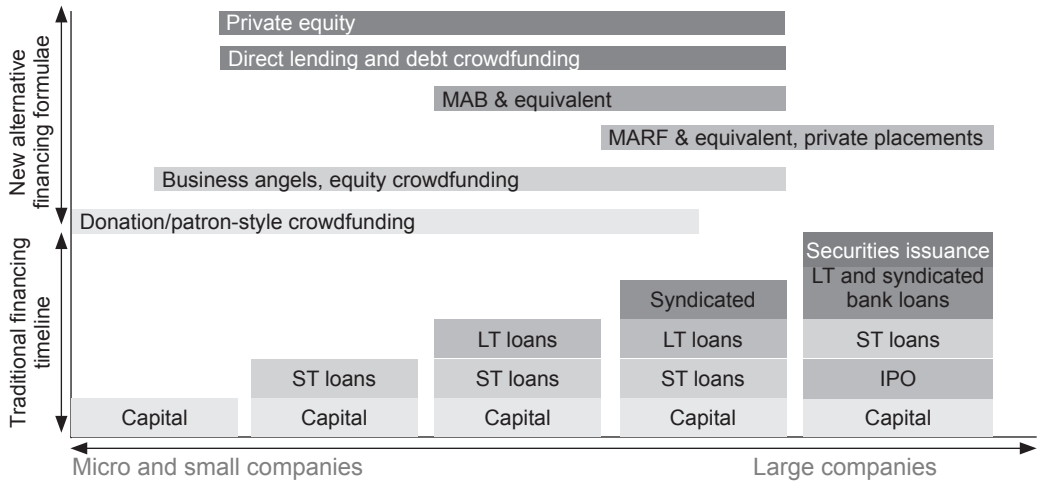 New alternative
financing formulae
Private equity
Direct lending and debt crowdfunding
MAB & equivalent
MARF & equivalent, private placements
Business angels, equity crowdfunding
Donation/patron-style crowdfunding
Traditional financing
timeline
Capital
ST loans
Capital
LT loans
ST loans
Capital
Syndicated
LT loans
ST loans
Capital
Securities issuance
LT and syndicated
bank loans
ST loans
IPO
Capital
Micro and small companies
Large companies